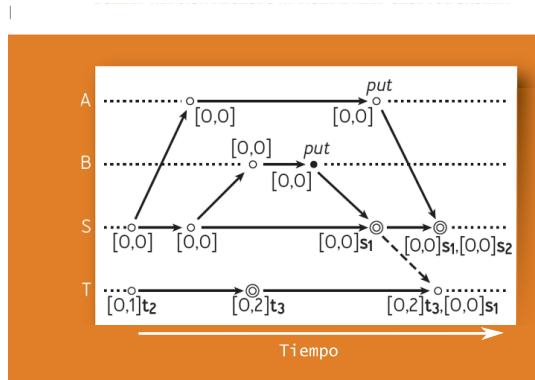 put
A
[0,0] [0,0]
[0,0] put
B
[0,0]
S
[0,0] [0,0] [0,0]s1 [0,0]s1,[0,0]s2
T
[0,1]t2 [0,2]t3 [0,2]t3,[0,0]s1
Tiempo